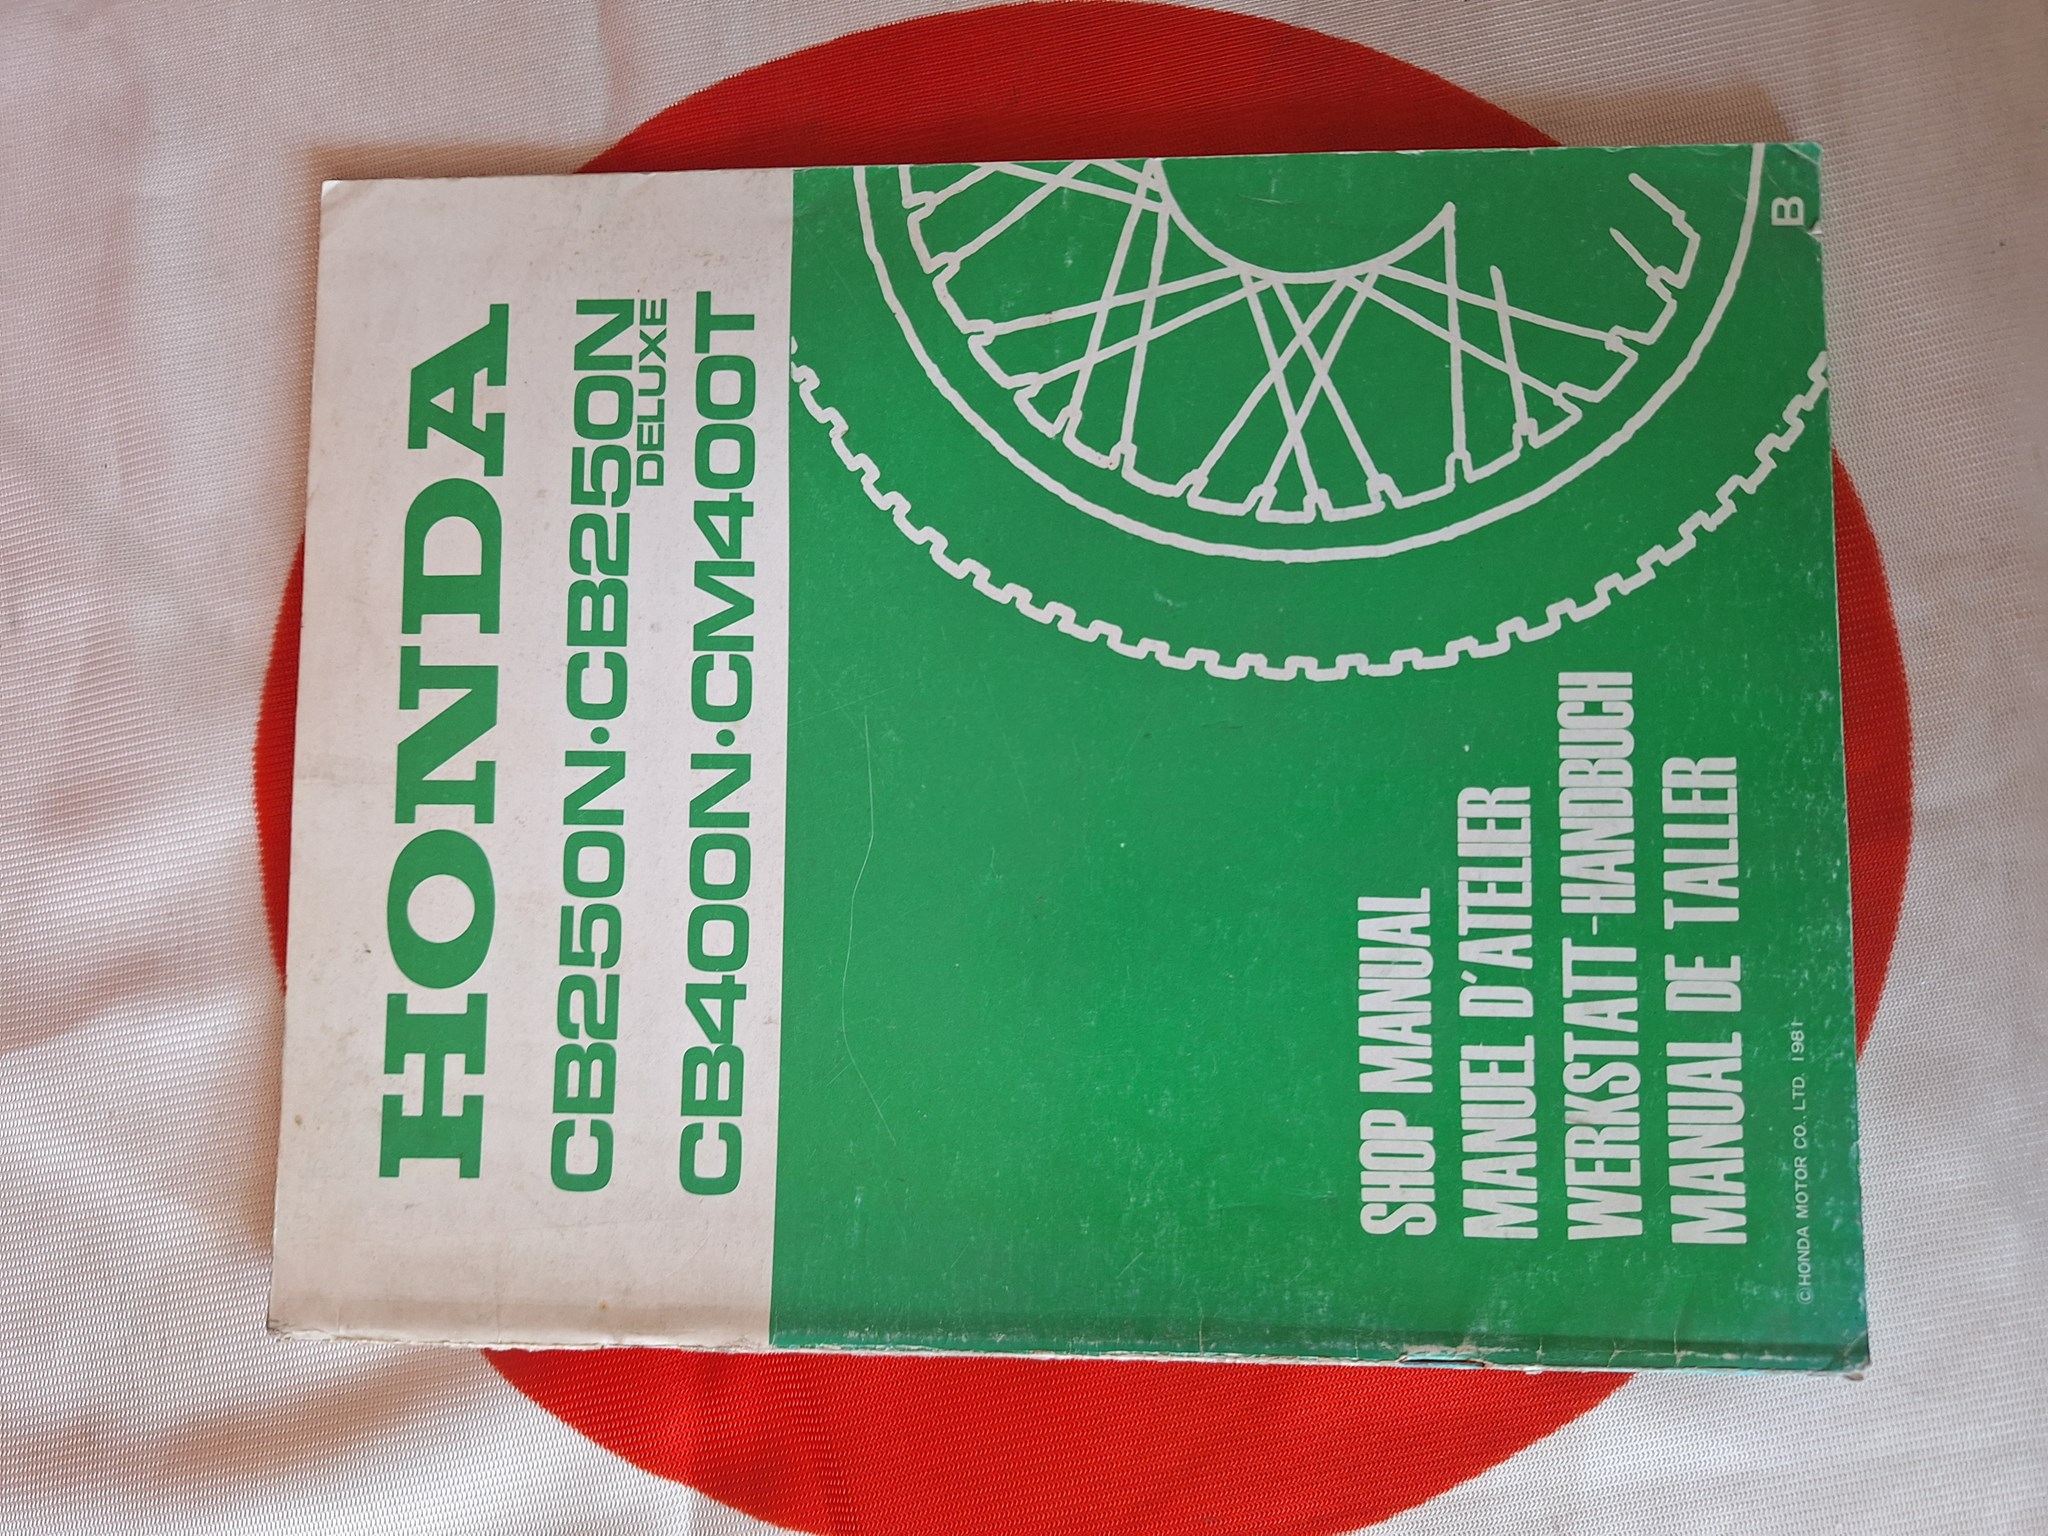 HONDA
CB250N·CB250N DELUXE
CB400N·CM400T
SHOP MANUAL
MANUEL D'ATELIER
WERKSTATT-HANDBUCH
MANUAL DE TALLER
©HONDA MOTOR CO., LTD. 1981
B